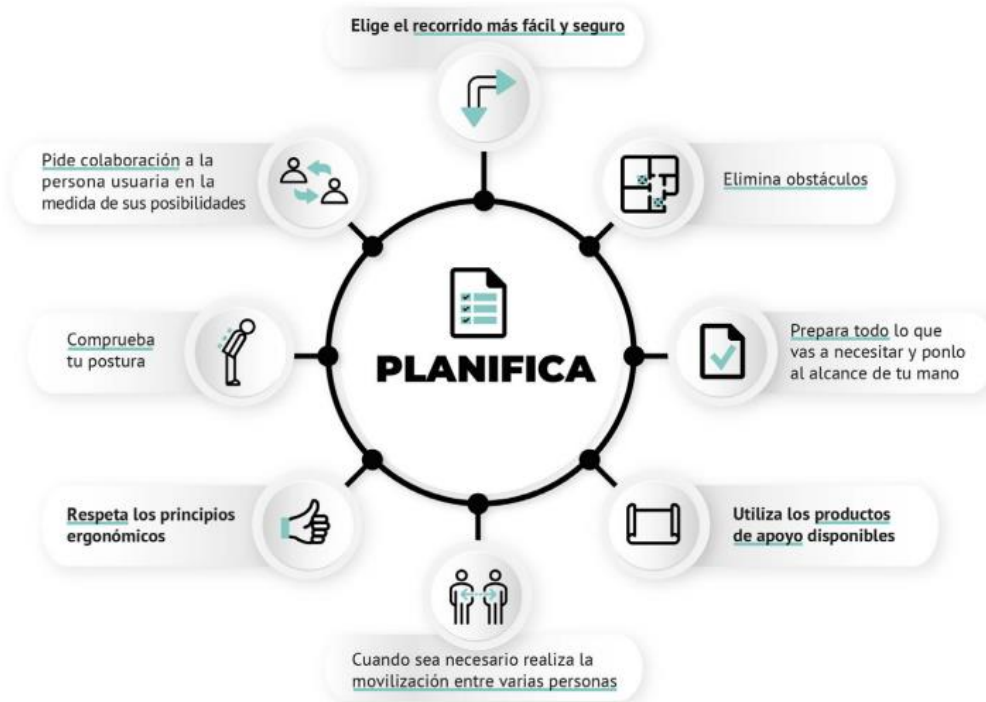 Elige el recorrido más fácil y seguro
Elimina obstáculos
Prepara todo lo que
vas a necesitar y ponlo
al alcance de tu mano
Utiliza los productos
de apoyo disponibles
Cuando sea necesario realiza la
movilización entre varias personas
Respeta los principios
ergonómicos
Comprueba
tu postura
Pide colaboración a la
persona usuaria en la
medida de sus posibilidades
PLANIFICA